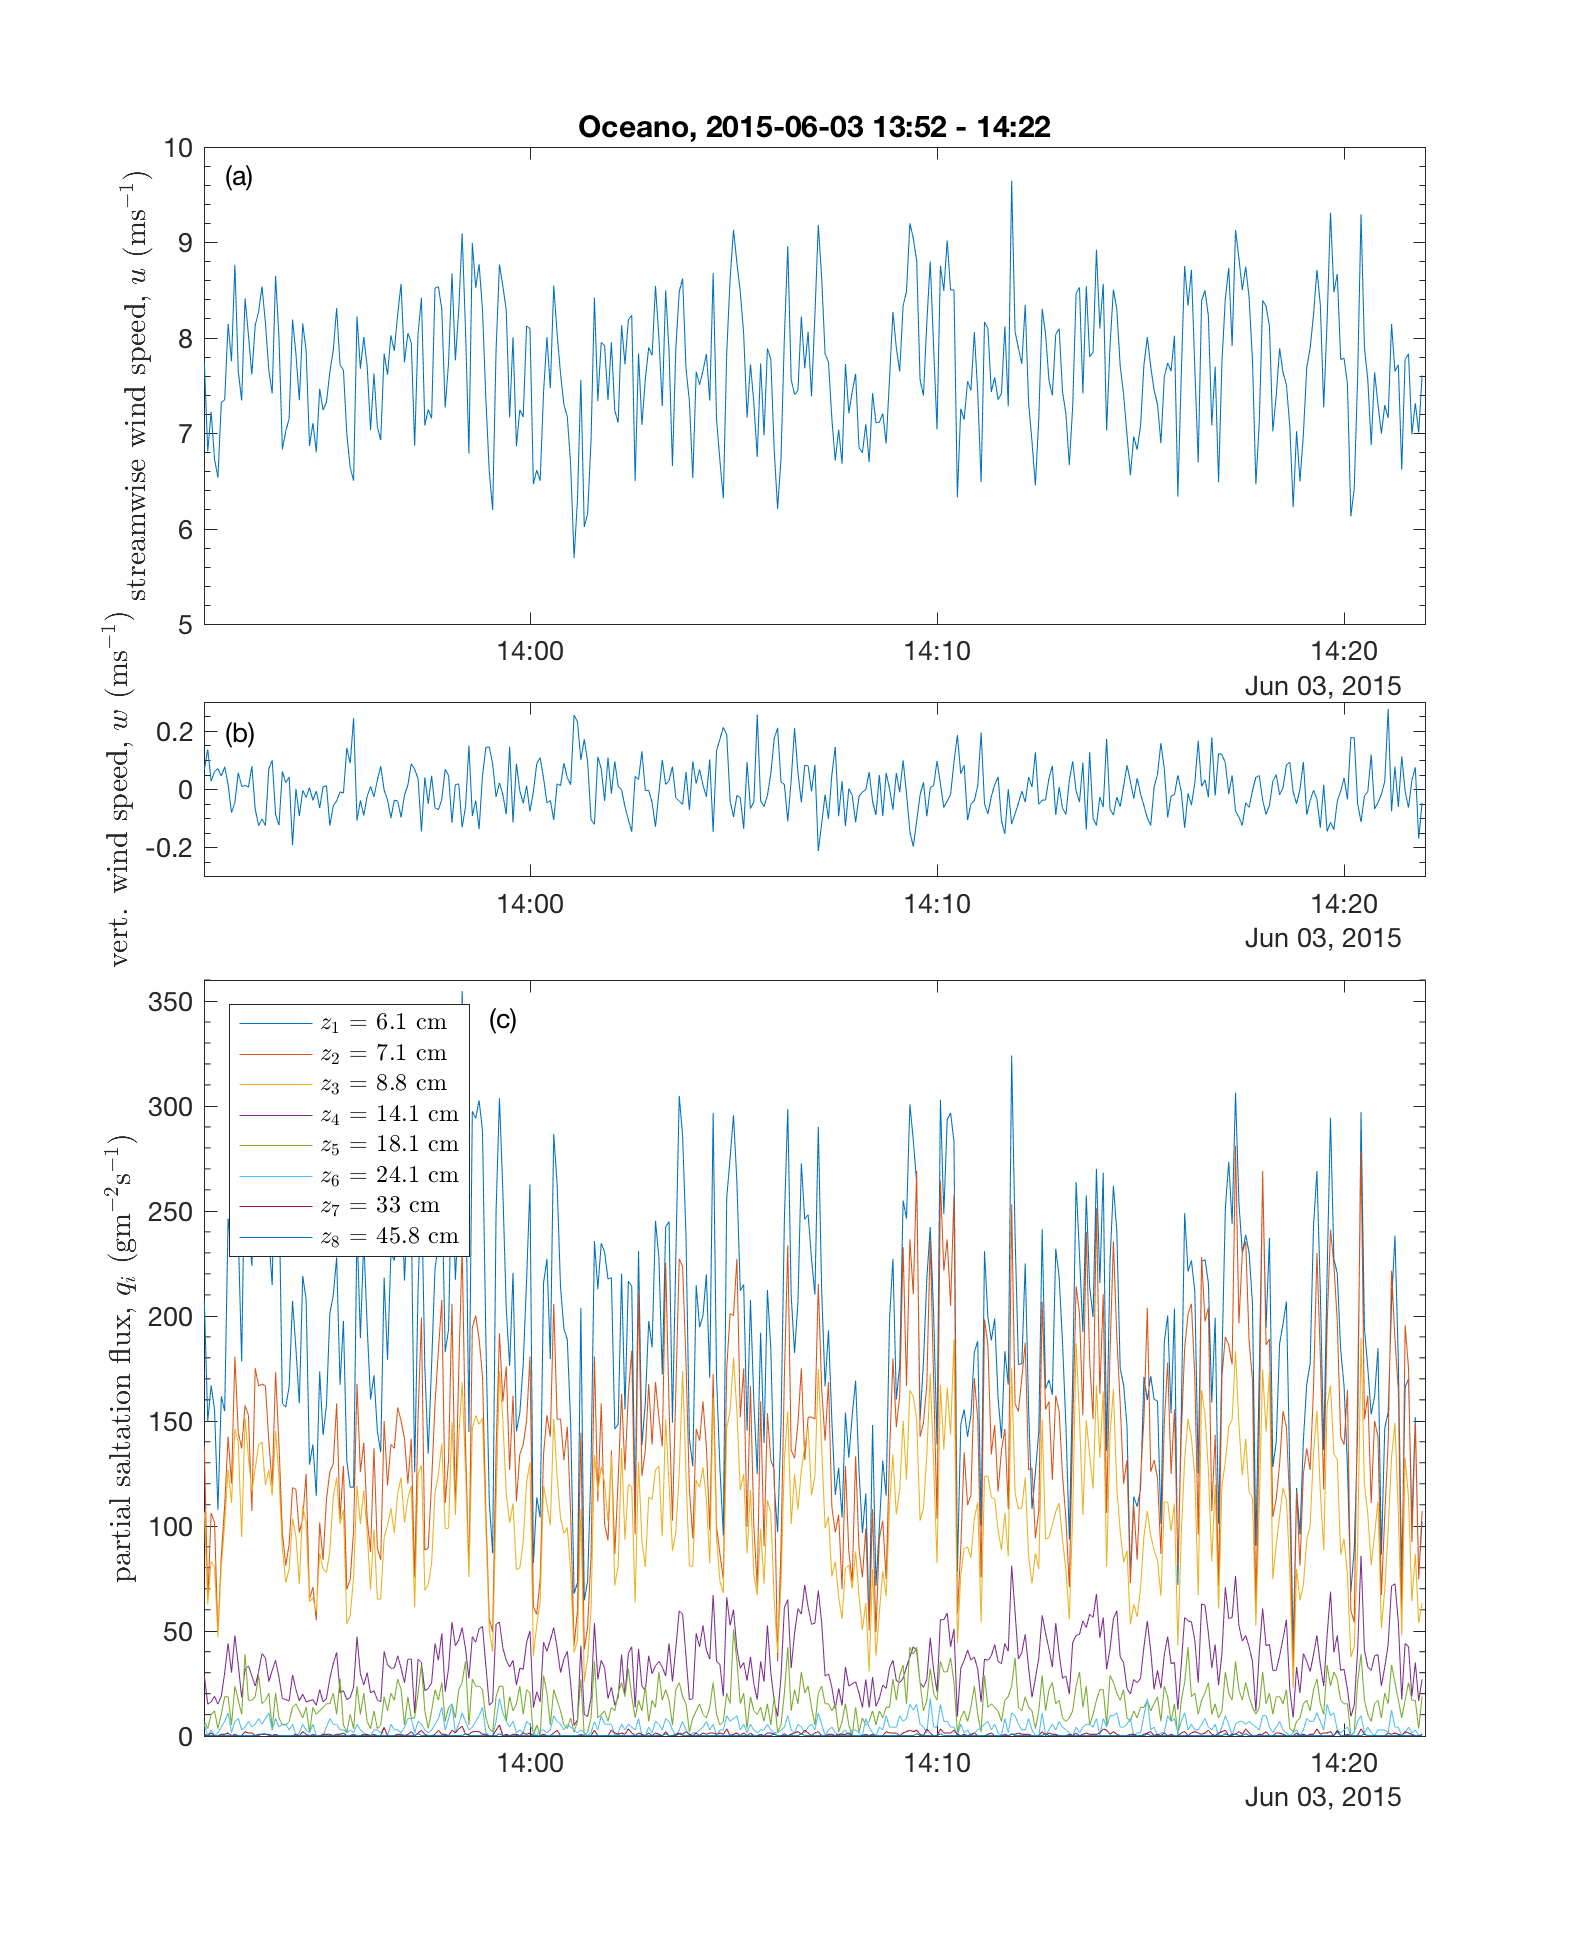 Oceano, 2015-06-03 13:52 - 14:22
(a)
streamwise wind speed, u (ms⁻¹)
10
9
8
7
6
5
14:00 14:10 14:20
Jun 03, 2015
(b)
vert. wind speed, w (ms⁻¹)
0.2
0
-0.2
14:00 14:10 14:20
Jun 03, 2015
(c)
partial saltation flux, qᵢ (gm⁻²s⁻¹)
350
300
250
200
150
100
50
0
z₁ = 6.1 cm
z₂ = 7.1 cm
z₃ = 8.8 cm
z₄ = 14.1 cm
z₅ = 18.1 cm
z₆ = 24.1 cm
z₇ = 33 cm
z₈ = 45.8 cm
14:00 14:10 14:20
Jun 03, 2015